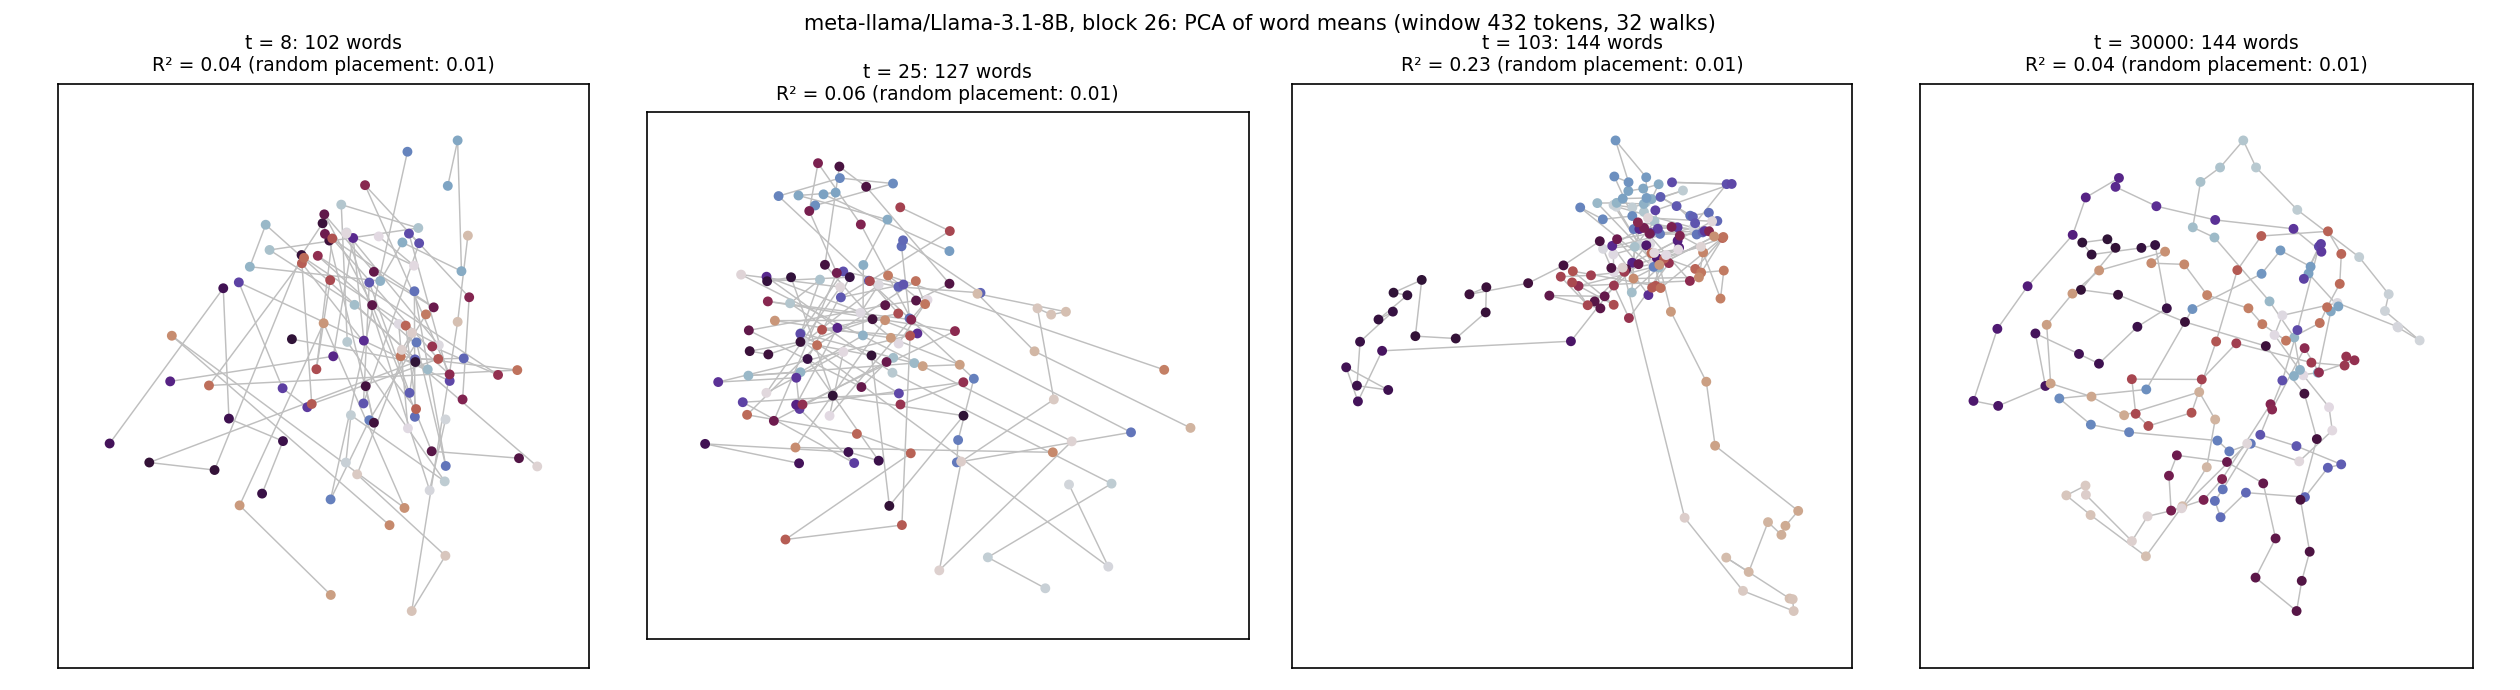 meta-llama/Llama-3.1-8B, block 26: PCA of word means (window 432 tokens, 32 walks)
t = 8: 102 words
R² = 0.04 (random placement: 0.01)
t = 25: 127 words
R² = 0.06 (random placement: 0.01)
t = 103: 144 words
R² = 0.23 (random placement: 0.01)
t = 30000: 144 words
R² = 0.04 (random placement: 0.01)